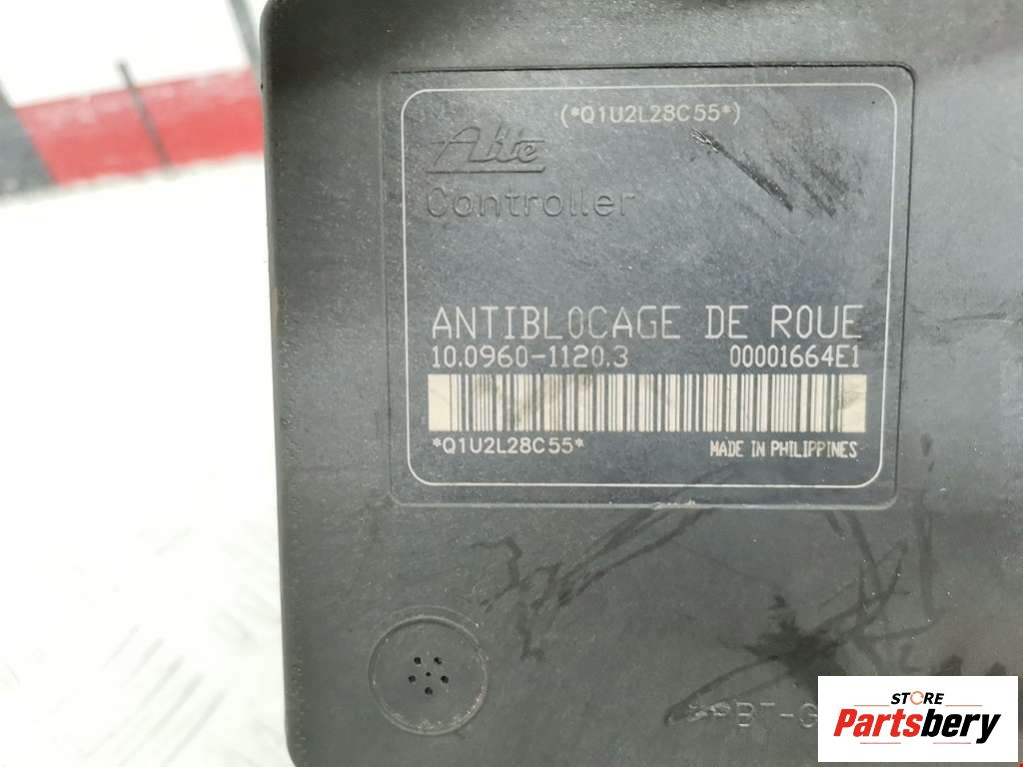 (*Q1U2L28C55*)
Ate
Controller
ANTIBLOCAGE DE ROUE
10.0960-1120.3 00001664E1
*Q1U2L28C55* MADE IN PHILIPPINES
STORE
Partsbery